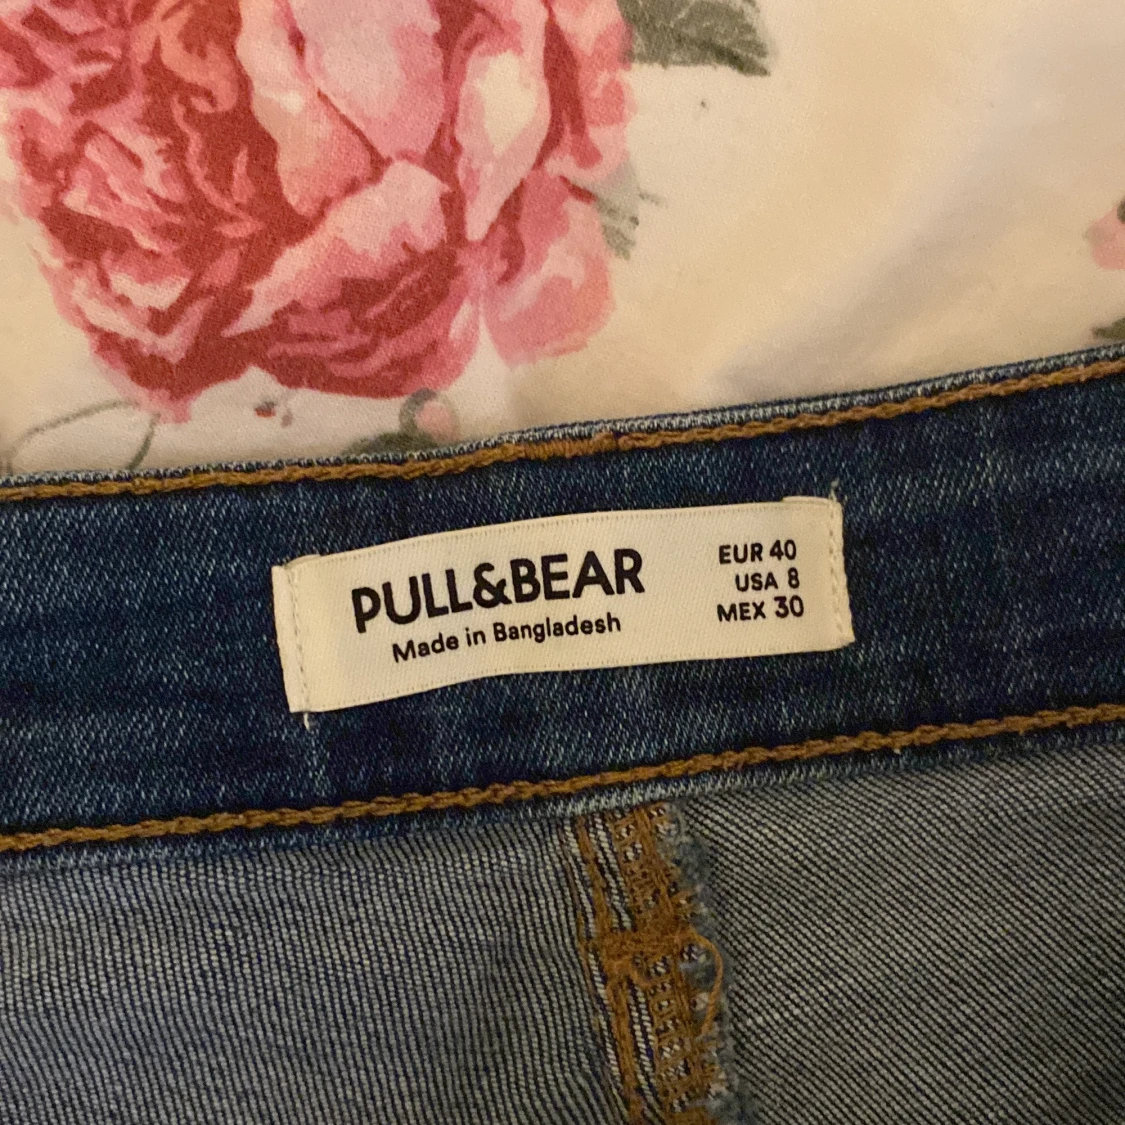 PULL&BEAR
Made in Bangladesh
EUR 40
USA 8
MEX 30